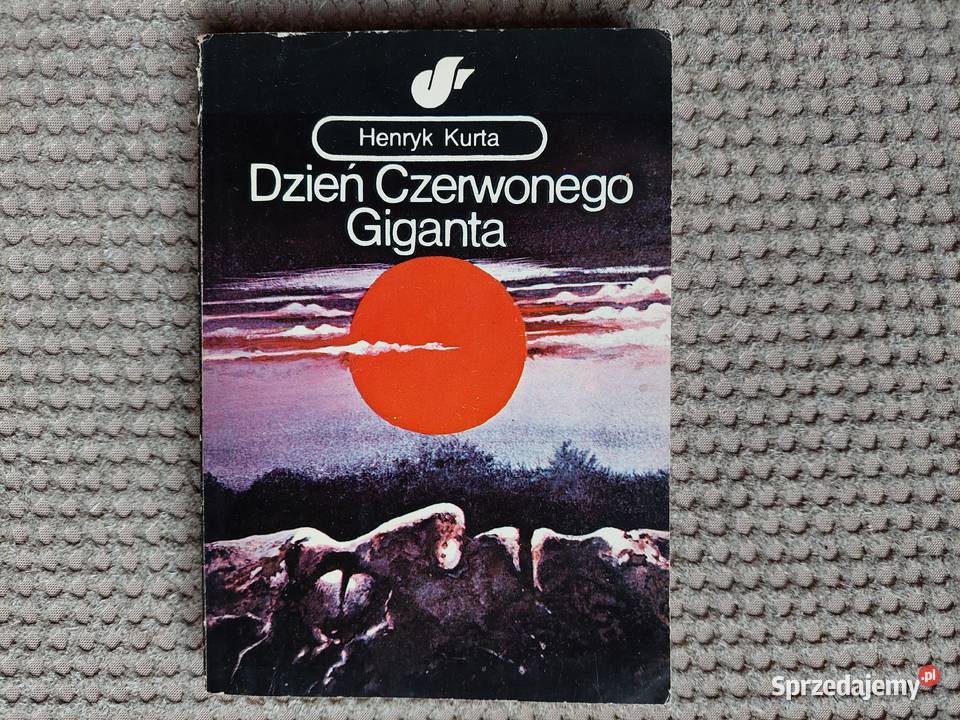 Henryk Kurta
Dzień Czerwonego
Giganta
Sprzedajemy.pl